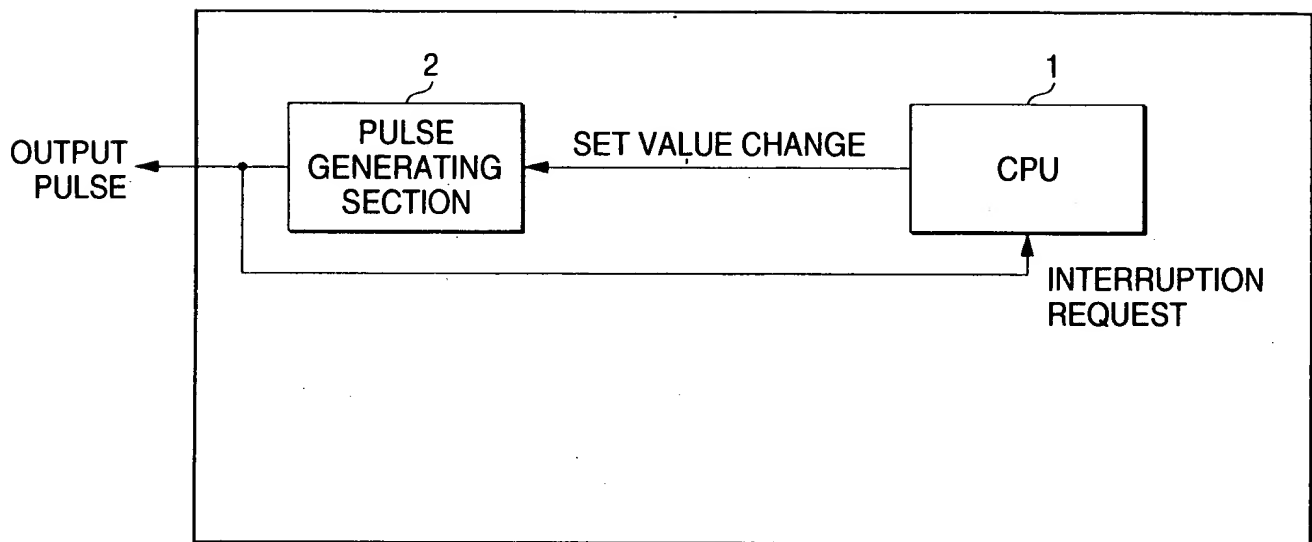 2
1
OUTPUT
PULSE
PULSE
GENERATING
SECTION
SET VALUE CHANGE
CPU
INTERRUPTION
REQUEST